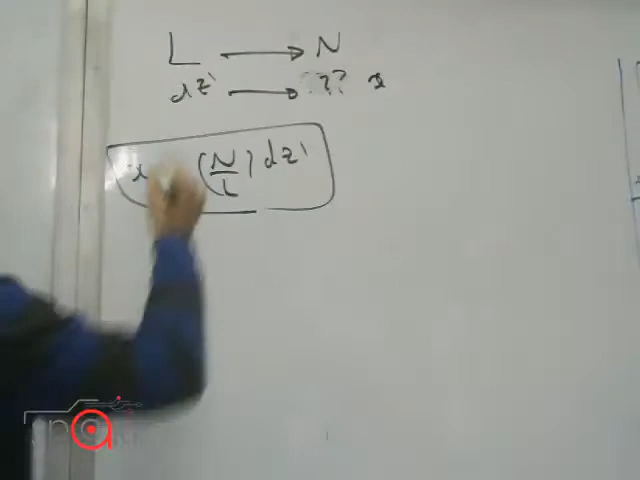 L → N
dz' → ??? x
x (N/L) dz'